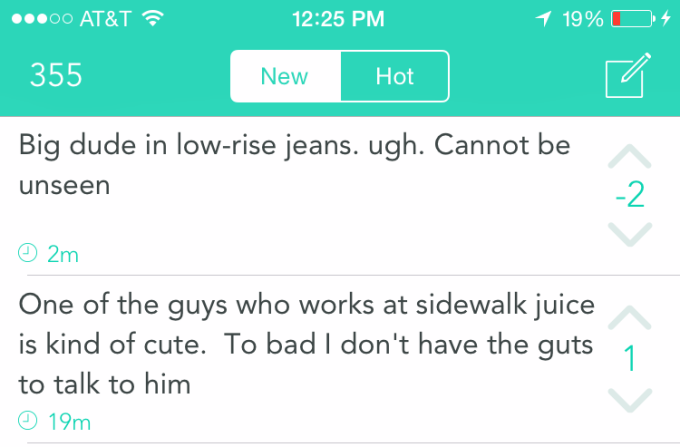 AT&T 12:25 PM 19%
355 New Hot
Big dude in low-rise jeans. ugh. Cannot be
unseen
-2
2m
One of the guys who works at sidewalk juice
is kind of cute.  To bad I don't have the guts
to talk to him
1
19m